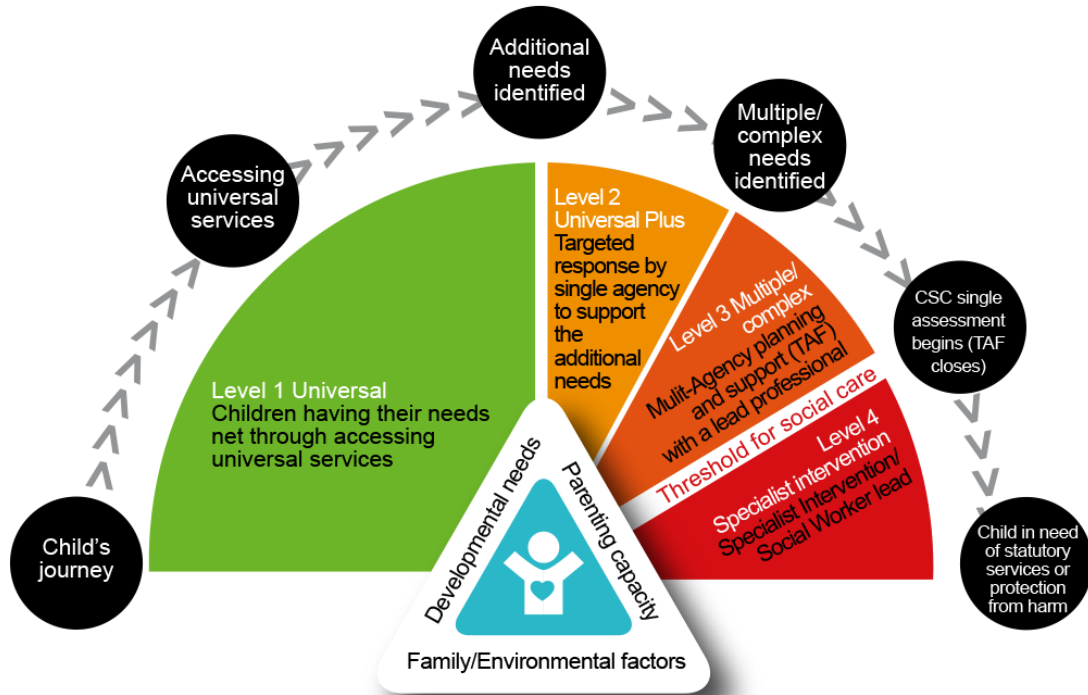 Child's
journey
Accessing
universal
services
Additional
needs
identified
Multiple/
complex
needs
identified
CSC single
assessment
begins (TAF
closes)
Child in need
of statutory
services or
protection
from harm
Level 1 Universal
Children having their needs
net through accessing
universal services
Level 2
Universal Plus
Targeted
response by
single agency
to support
the
additional
needs
Level 3 Multiple/
complex
Mulit-Agency planning
and support (TAF)
with a lead professional
Threshold for social care
Level 4
Specialist intervention
Specialist Intervention/
Social Worker lead
Developmental needs
Parenting capacity
Family/Environmental factors